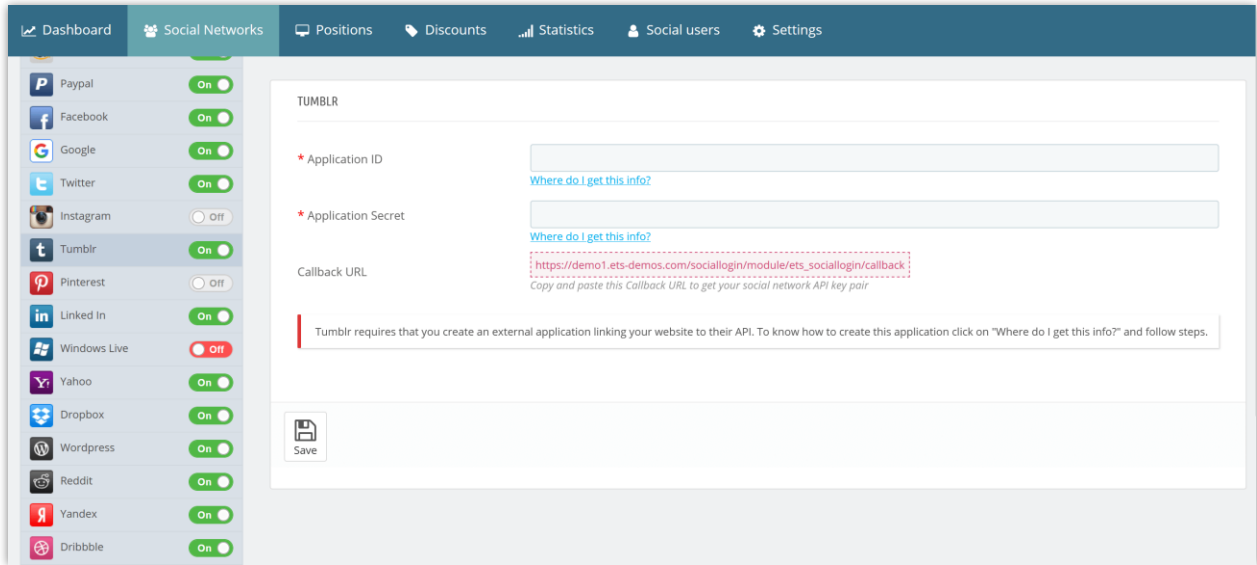 Dashboard
Social Networks
Positions
Discounts
Statistics
Social users
Settings
Paypal On
Facebook On
Google On
Twitter On
Instagram Off
Tumblr On
Pinterest Off
Linked In On
Windows Live Off
Yahoo On
Dropbox On
Wordpress On
Reddit On
Yandex On
Dribbble On
TUMBLR
* Application ID
Where do I get this info?
* Application Secret
Where do I get this info?
Callback URL
https://demo1.ets-demos.com/sociallogin/module/ets_sociallogin/callback
Copy and paste this Callback URL to get your social network API key pair
Tumblr requires that you create an external application linking your website to their API. To know how to create this application click on "Where do I get this info?" and follow steps.
Save